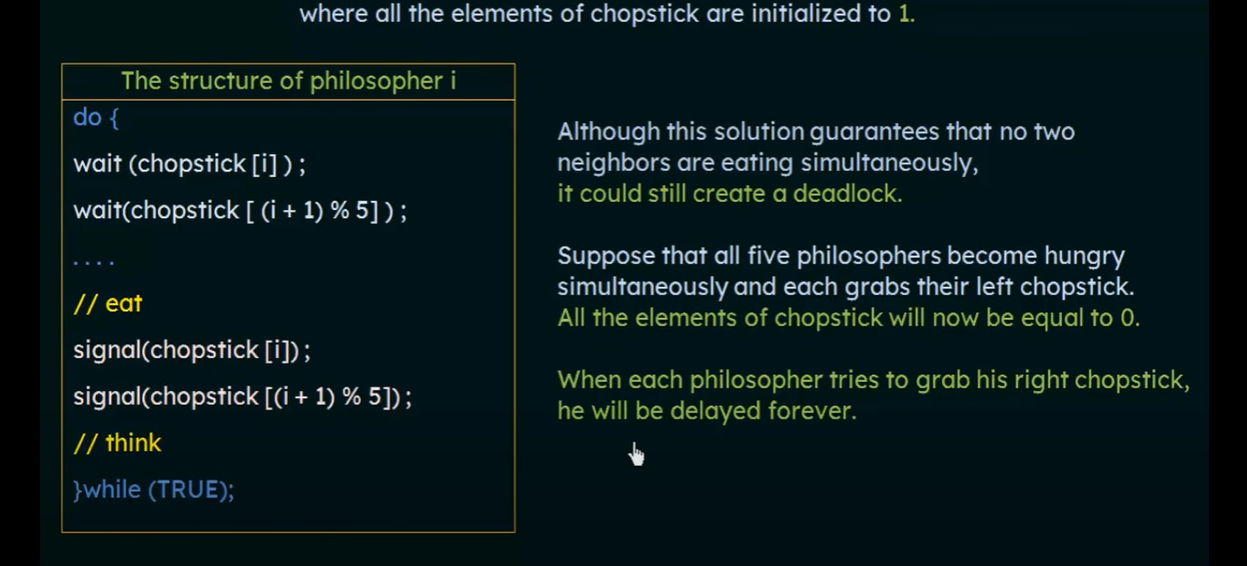 where all the elements of chopstick are initialized to 1.
The structure of philosopher i
do {
wait (chopstick [i] ) ;
wait(chopstick [ (i + 1) % 5] ) ;
. . . .
// eat
signal(chopstick [i]) ;
signal(chopstick [(i + 1) % 5]) ;
// think
}while (TRUE);
Although this solution guarantees that no two
neighbors are eating simultaneously,
it could still create a deadlock.
Suppose that all five philosophers become hungry
simultaneously and each grabs their left chopstick.
All the elements of chopstick will now be equal to 0.
When each philosopher tries to grab his right chopstick,
he will be delayed forever.